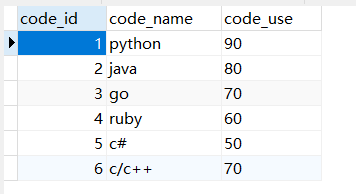 code_id code_name code_use
1 python 90
2 java 80
3 go 70
4 ruby 60
5 c# 50
6 c/c++ 70